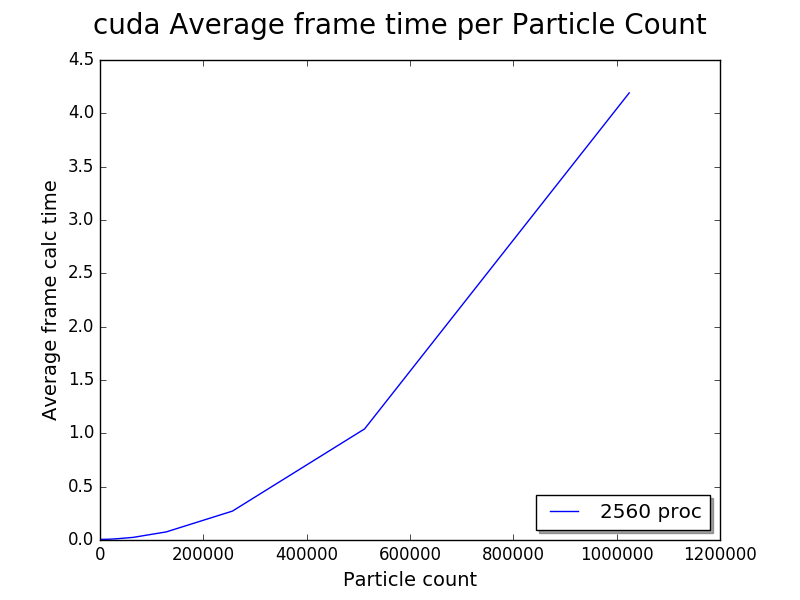 cuda Average frame time per Particle Count
4.5
4.0
3.5
3.0
2.5
2.0
1.5
1.0
0.5
0.0
Average frame calc time
2560 proc
0 200000 400000 600000 800000 1000000 1200000
Particle count